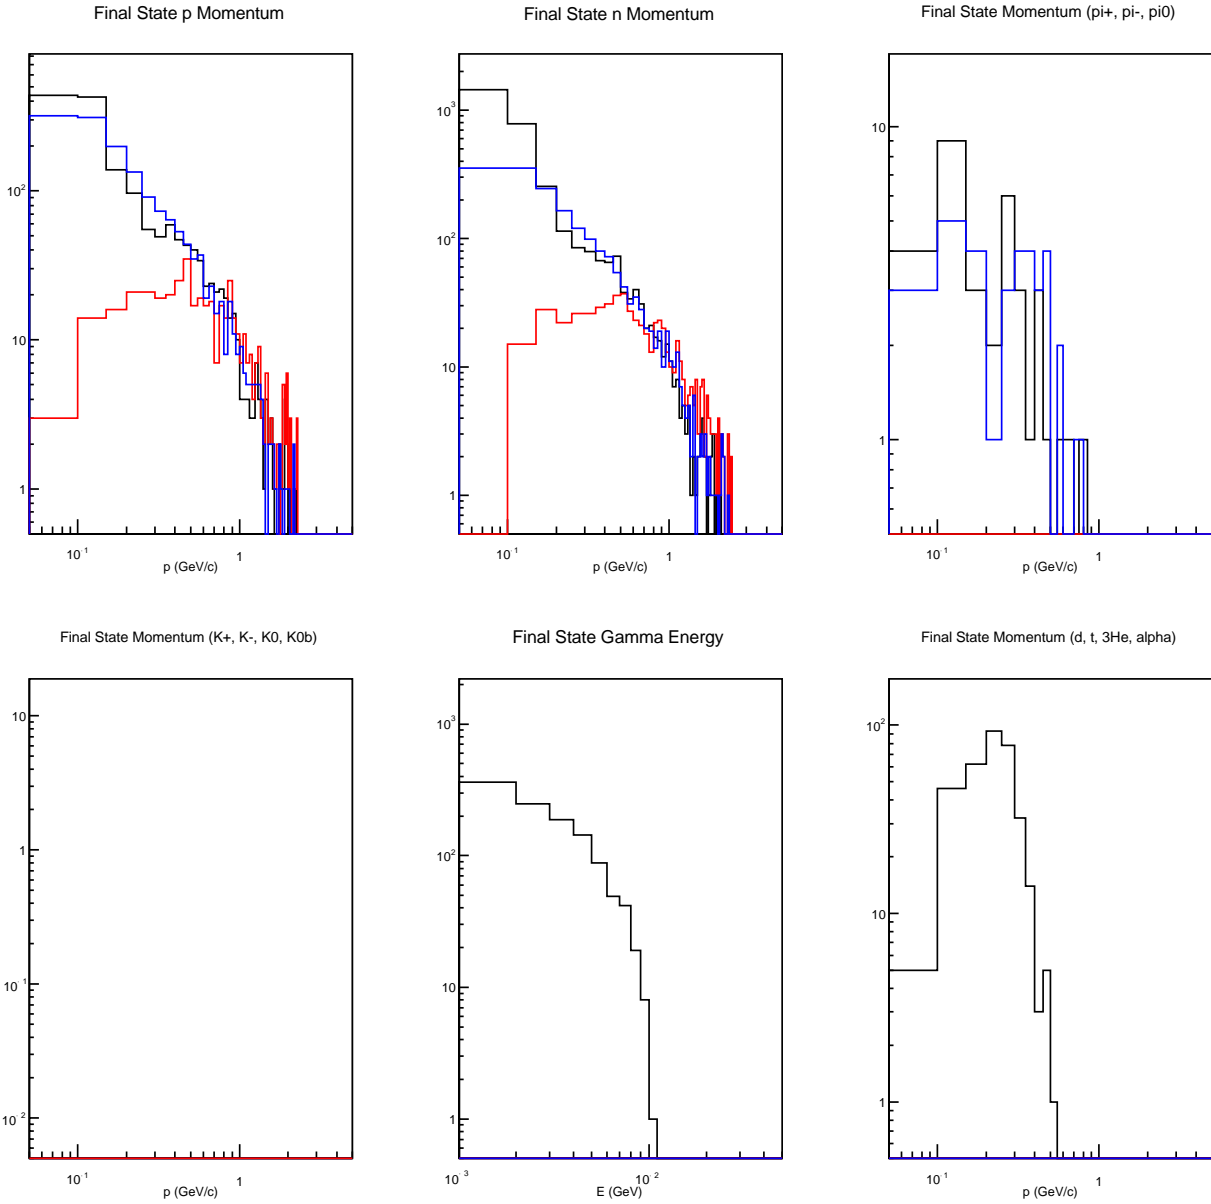 Final State p Momentum
10²
10
1
10⁻¹
1
p (GeV/c)
Final State n Momentum
10³
10²
10
1
10⁻¹
1
p (GeV/c)
Final State Momentum (pi+, pi-, pi0)
10
1
10⁻¹
1
p (GeV/c)
Final State Momentum (K+, K-, K0, K0b)
10
1
10⁻¹
10⁻²
10⁻¹
1
p (GeV/c)
Final State Gamma Energy
10³
10²
10
1
10⁻³
10⁻²
E (GeV)
Final State Momentum (d, t, 3He, alpha)
10²
10
1
10⁻¹
1
p (GeV/c)